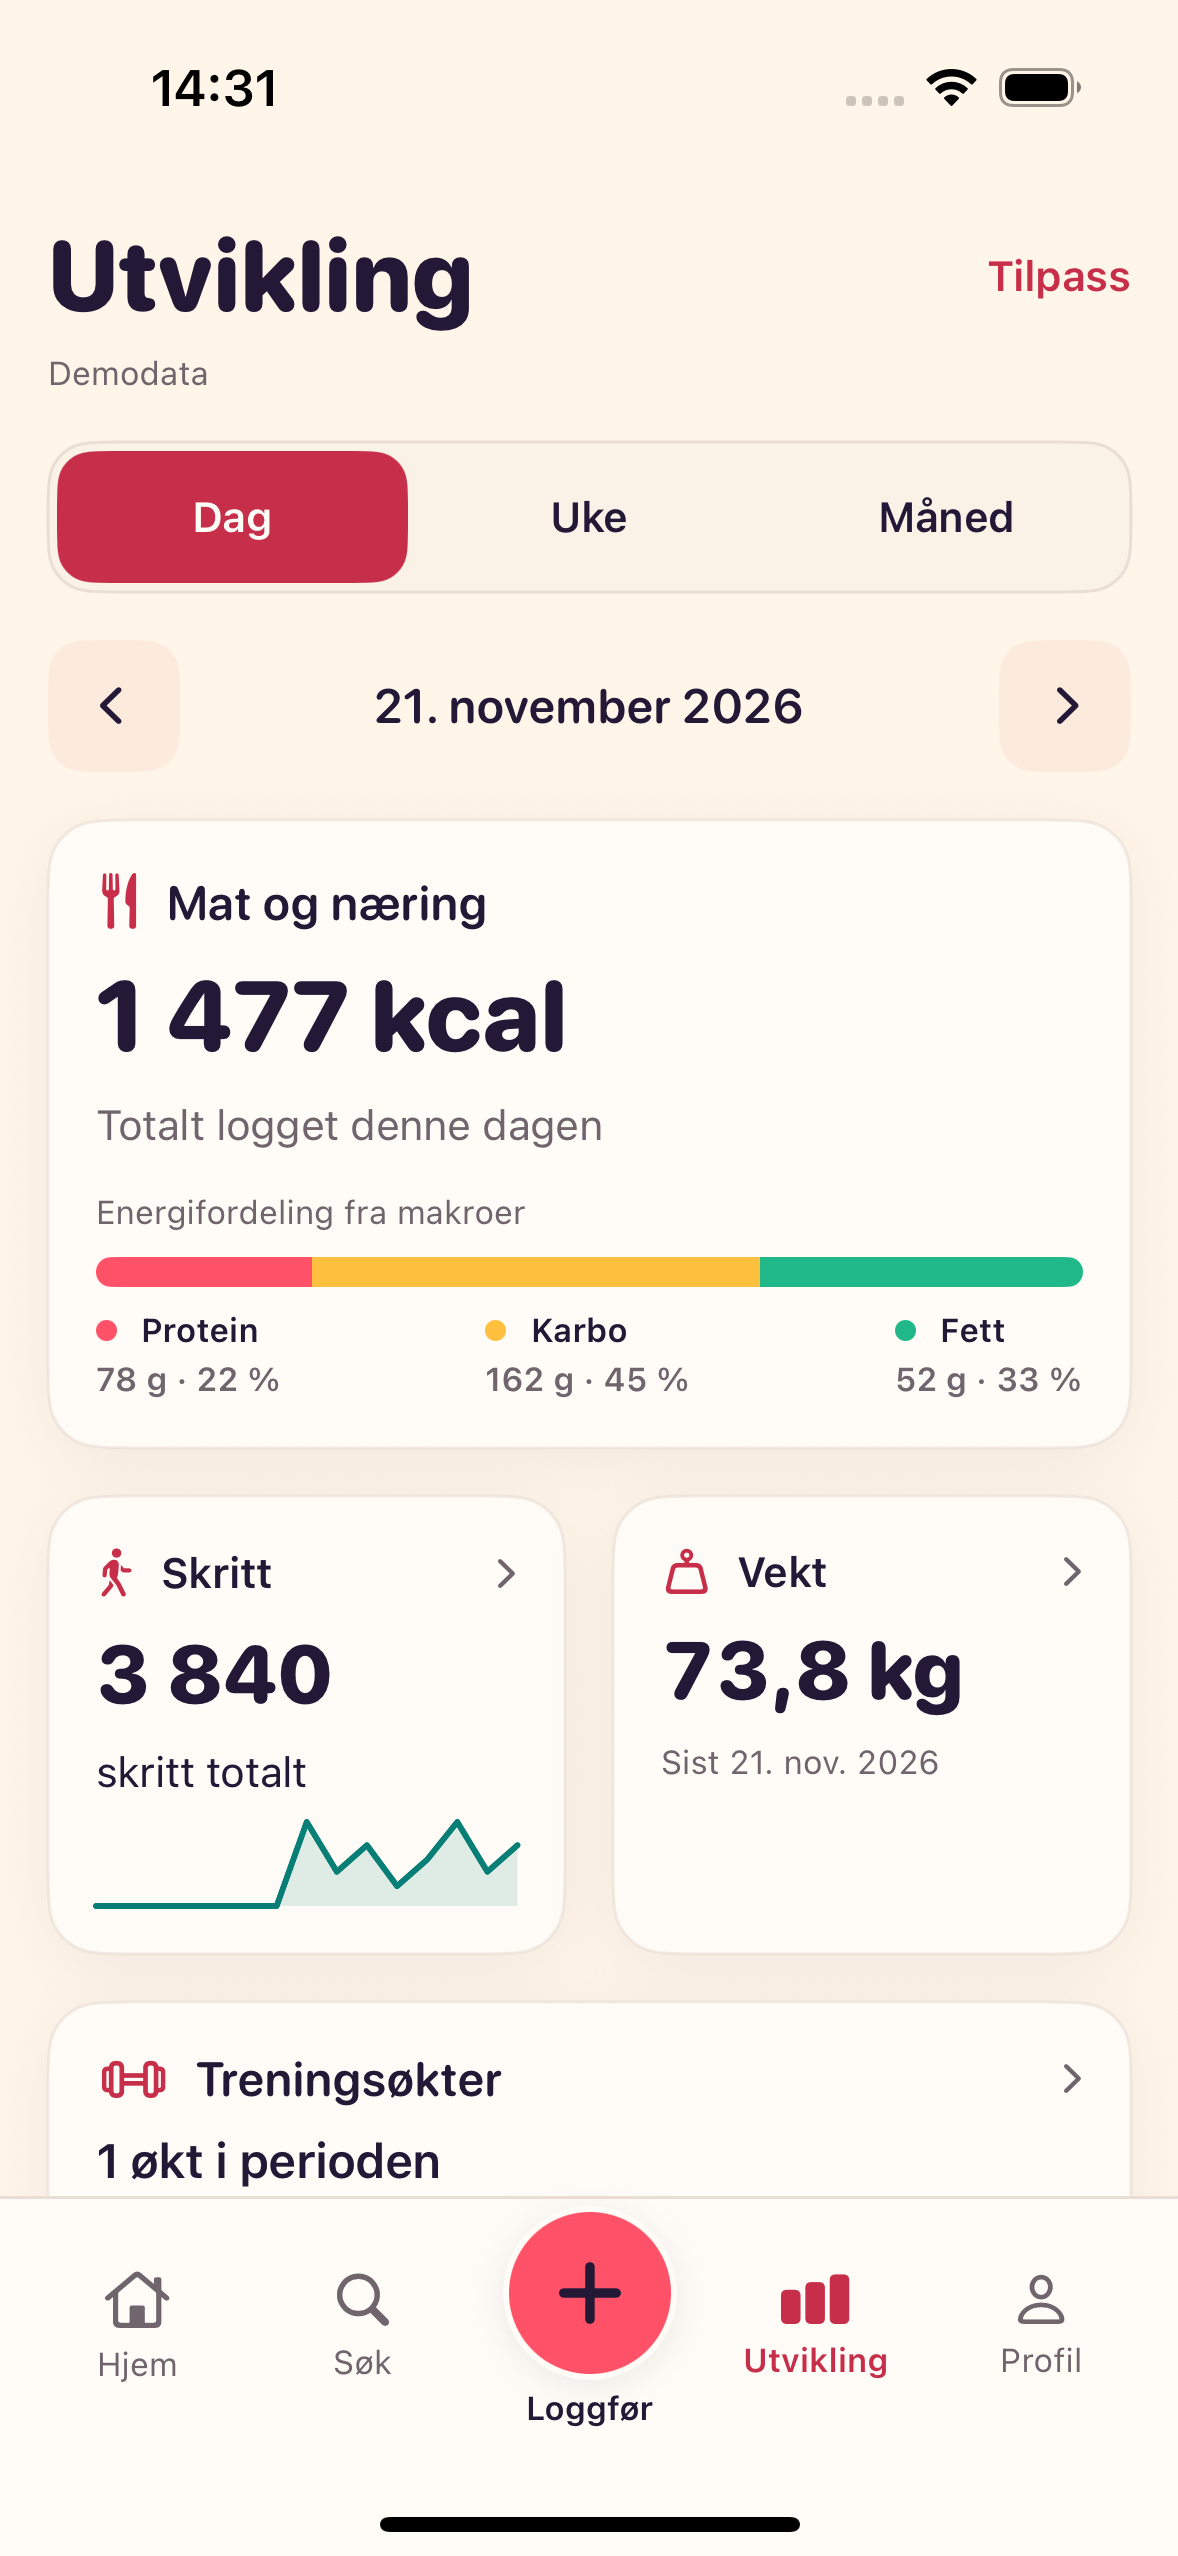 14:31
Utvikling
Tilpass
Demodata
Dag
Uke
Måned
21. november 2026
Mat og næring
1 477 kcal
Totalt logget denne dagen
Energifordeling fra makroer
Protein
78 g · 22 %
Karbo
162 g · 45 %
Fett
52 g · 33 %
Skritt
3 840
skritt totalt
Vekt
73,8 kg
Sist 21. nov. 2026
Treningsøkter
1 økt i perioden
Hjem
Søk
Loggfør
Utvikling
Profil